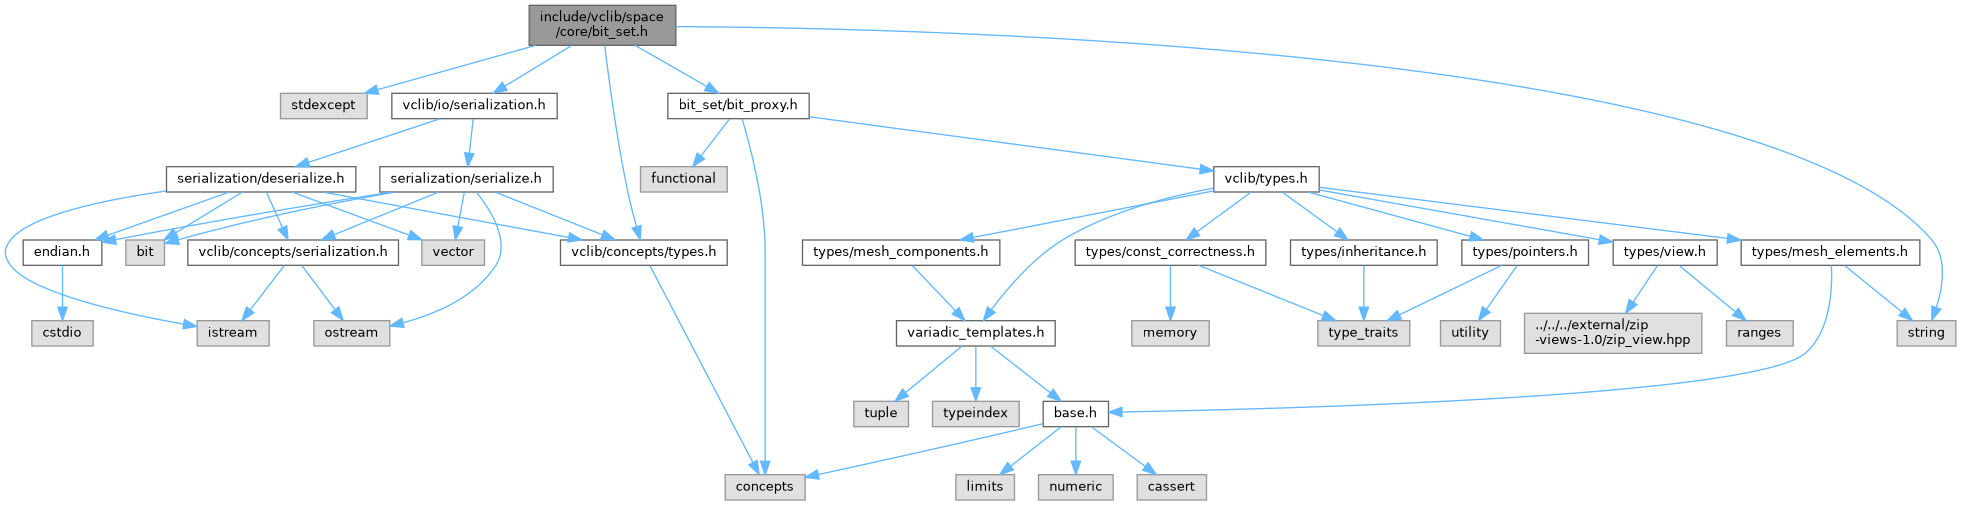 include/vclib/space
/core/bit_set.h
stdexcept
vclib/io/serialization.h
bit_set/bit_proxy.h
serialization/deserialize.h
serialization/serialize.h
functional
vclib/types.h
endian.h
bit
vclib/concepts/serialization.h
vector
vclib/concepts/types.h
types/mesh_components.h
types/const_correctness.h
types/inheritance.h
types/pointers.h
types/view.h
types/mesh_elements.h
cstdio
istream
ostream
variadic_templates.h
memory
type_traits
utility
../../../external/zip
-views-1.0/zip_view.hpp
ranges
string
tuple
typeindex
base.h
concepts
limits
numeric
cassert